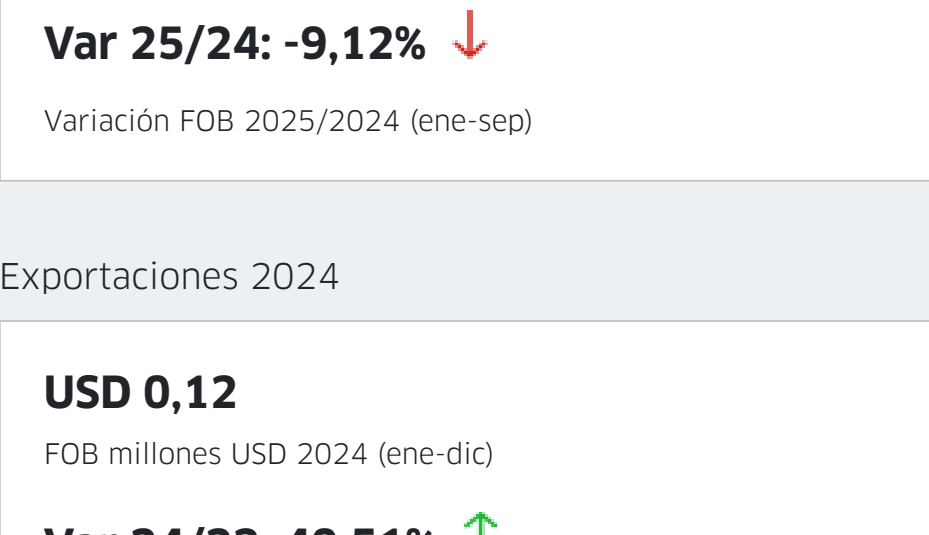 Var 25/24: -9,12%
Variación FOB 2025/2024 (ene-sep)
Exportaciones 2024
USD 0,12
FOB millones USD 2024 (ene-dic)